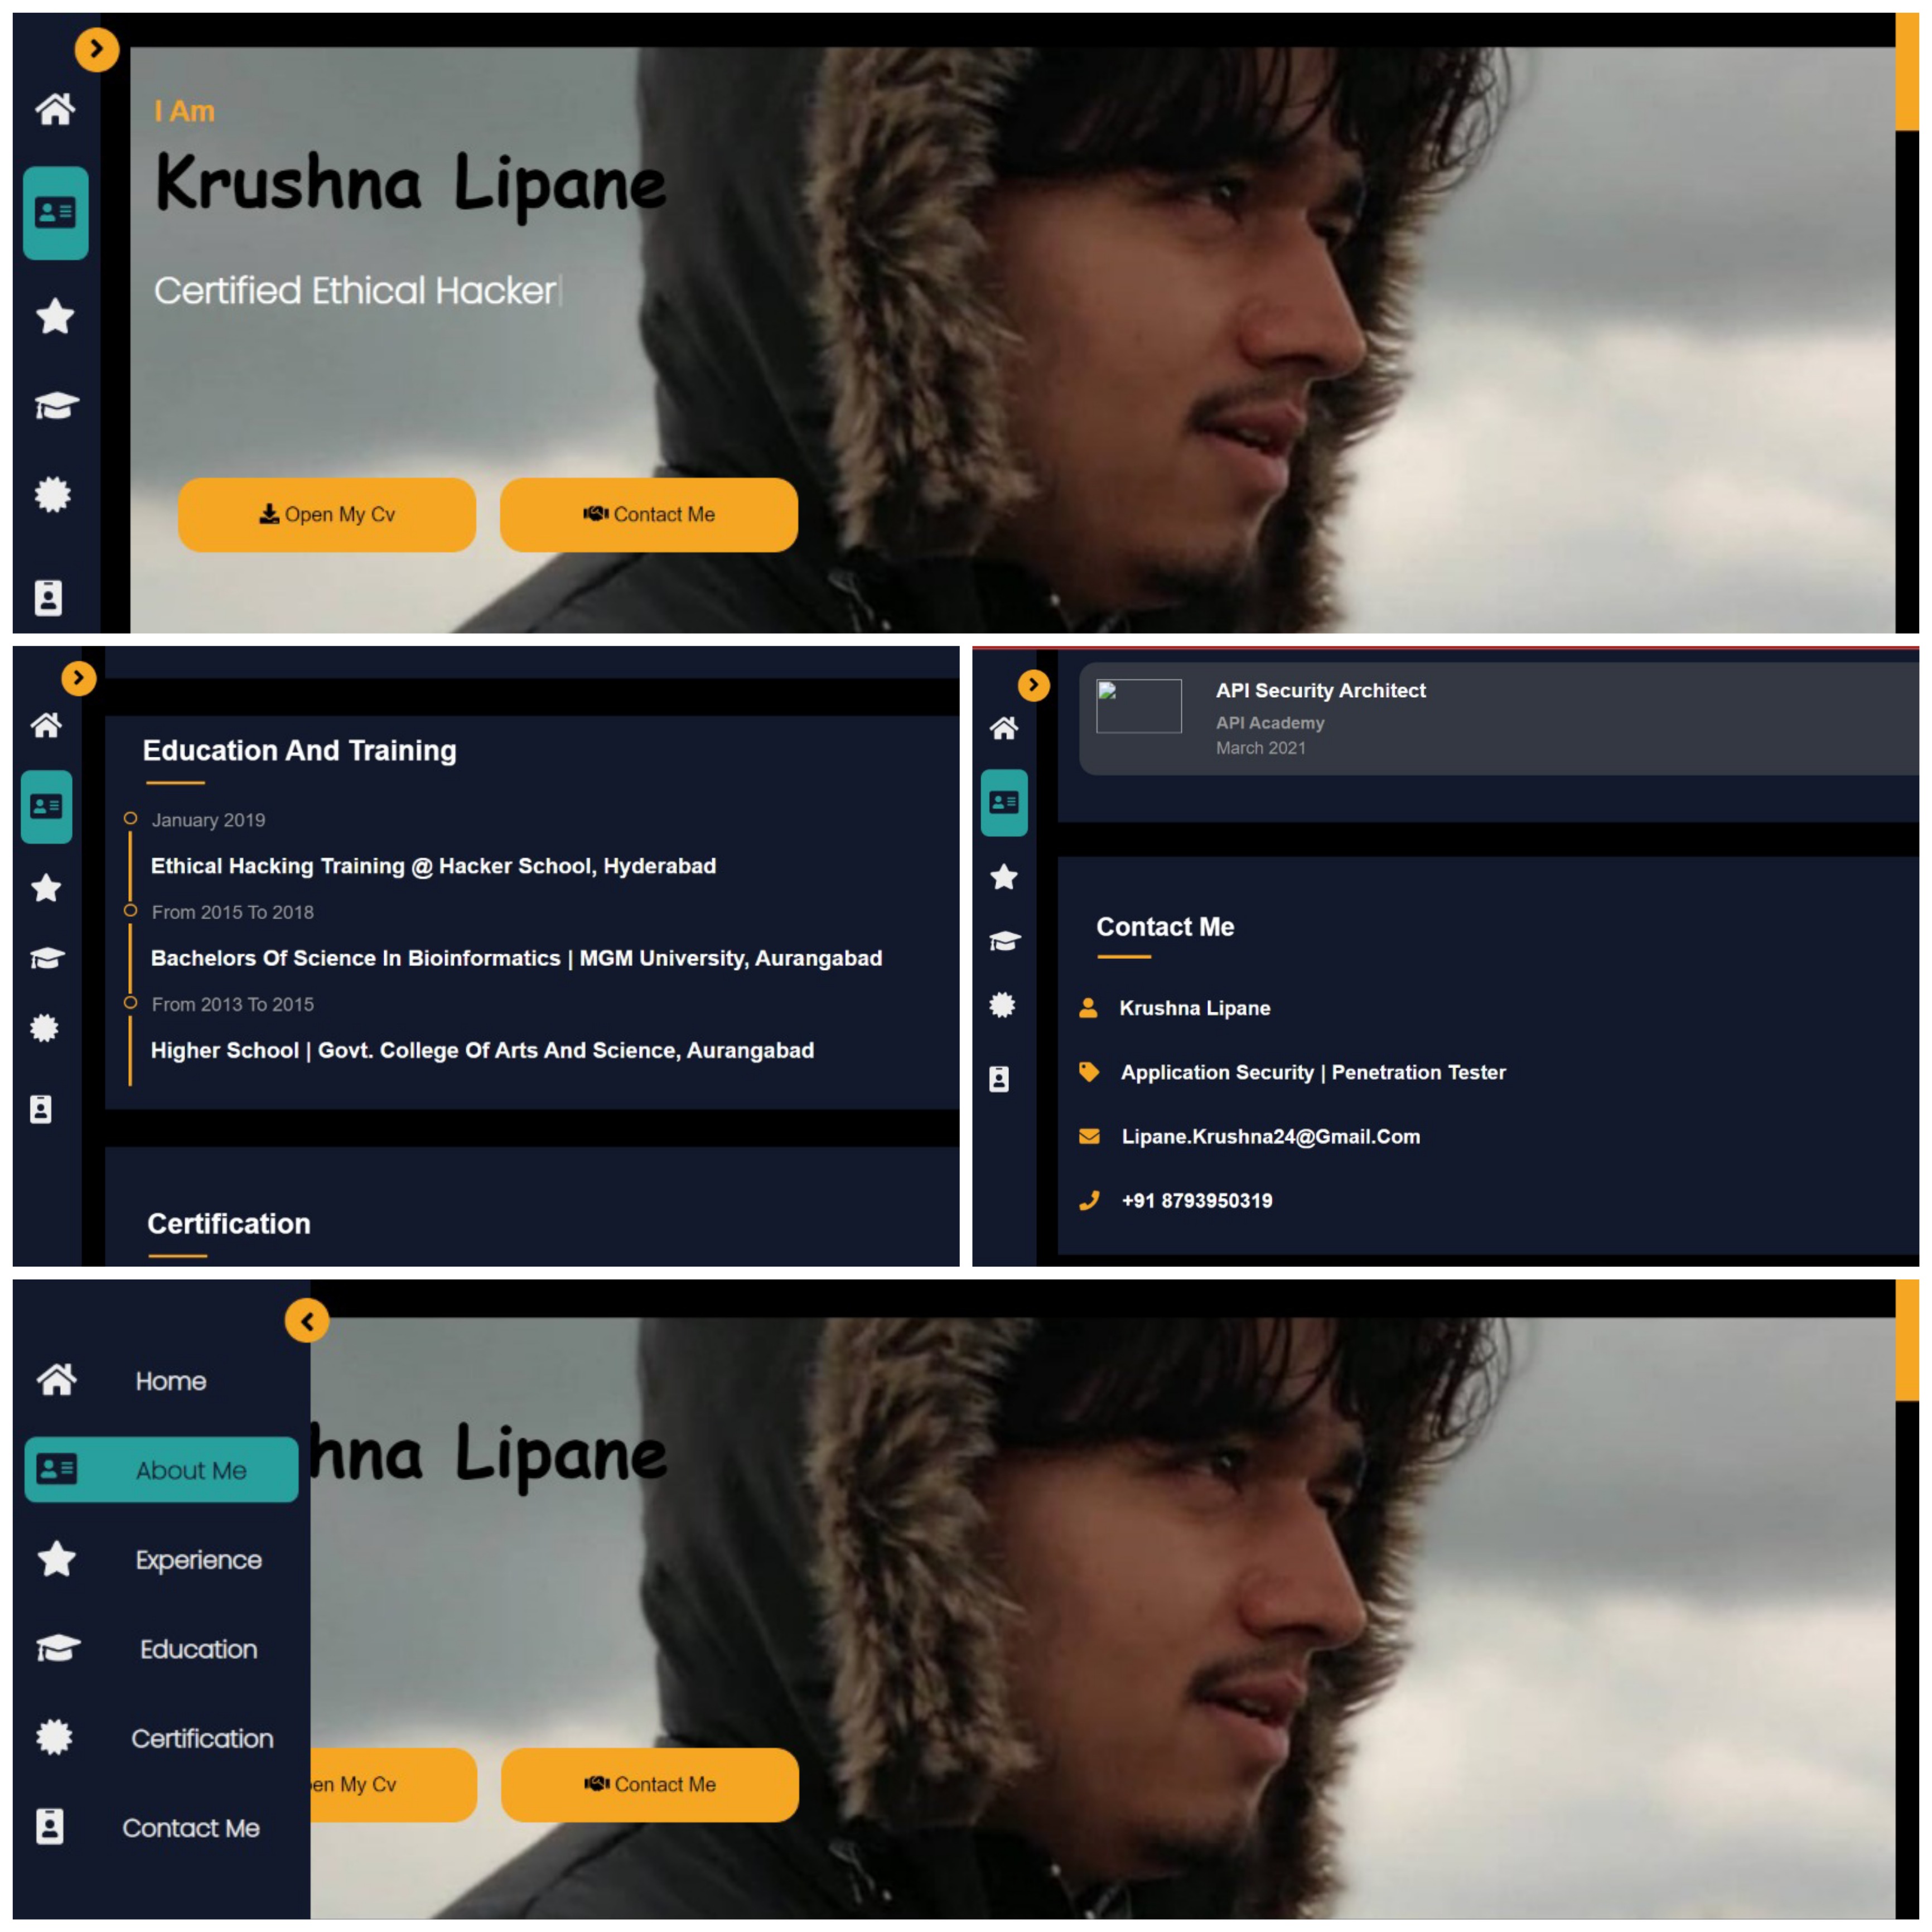 I Am
Krushna Lipane
Certified Ethical Hacker
Open My Cv
Contact Me
Education And Training
January 2019
Ethical Hacking Training @ Hacker School, Hyderabad
From 2015 To 2018
Bachelors Of Science In Bioinformatics | MGM University, Aurangabad
From 2013 To 2015
Higher School | Govt. College Of Arts And Science, Aurangabad
Certification
API Security Architect
API Academy
March 2021
Contact Me
Krushna Lipane
Application Security | Penetration Tester
Lipane.Krushna24@Gmail.Com
+91 8793950319
Home
About Me
Experience
Education
Certification
Contact Me
hna Lipane
en My Cv
Contact Me